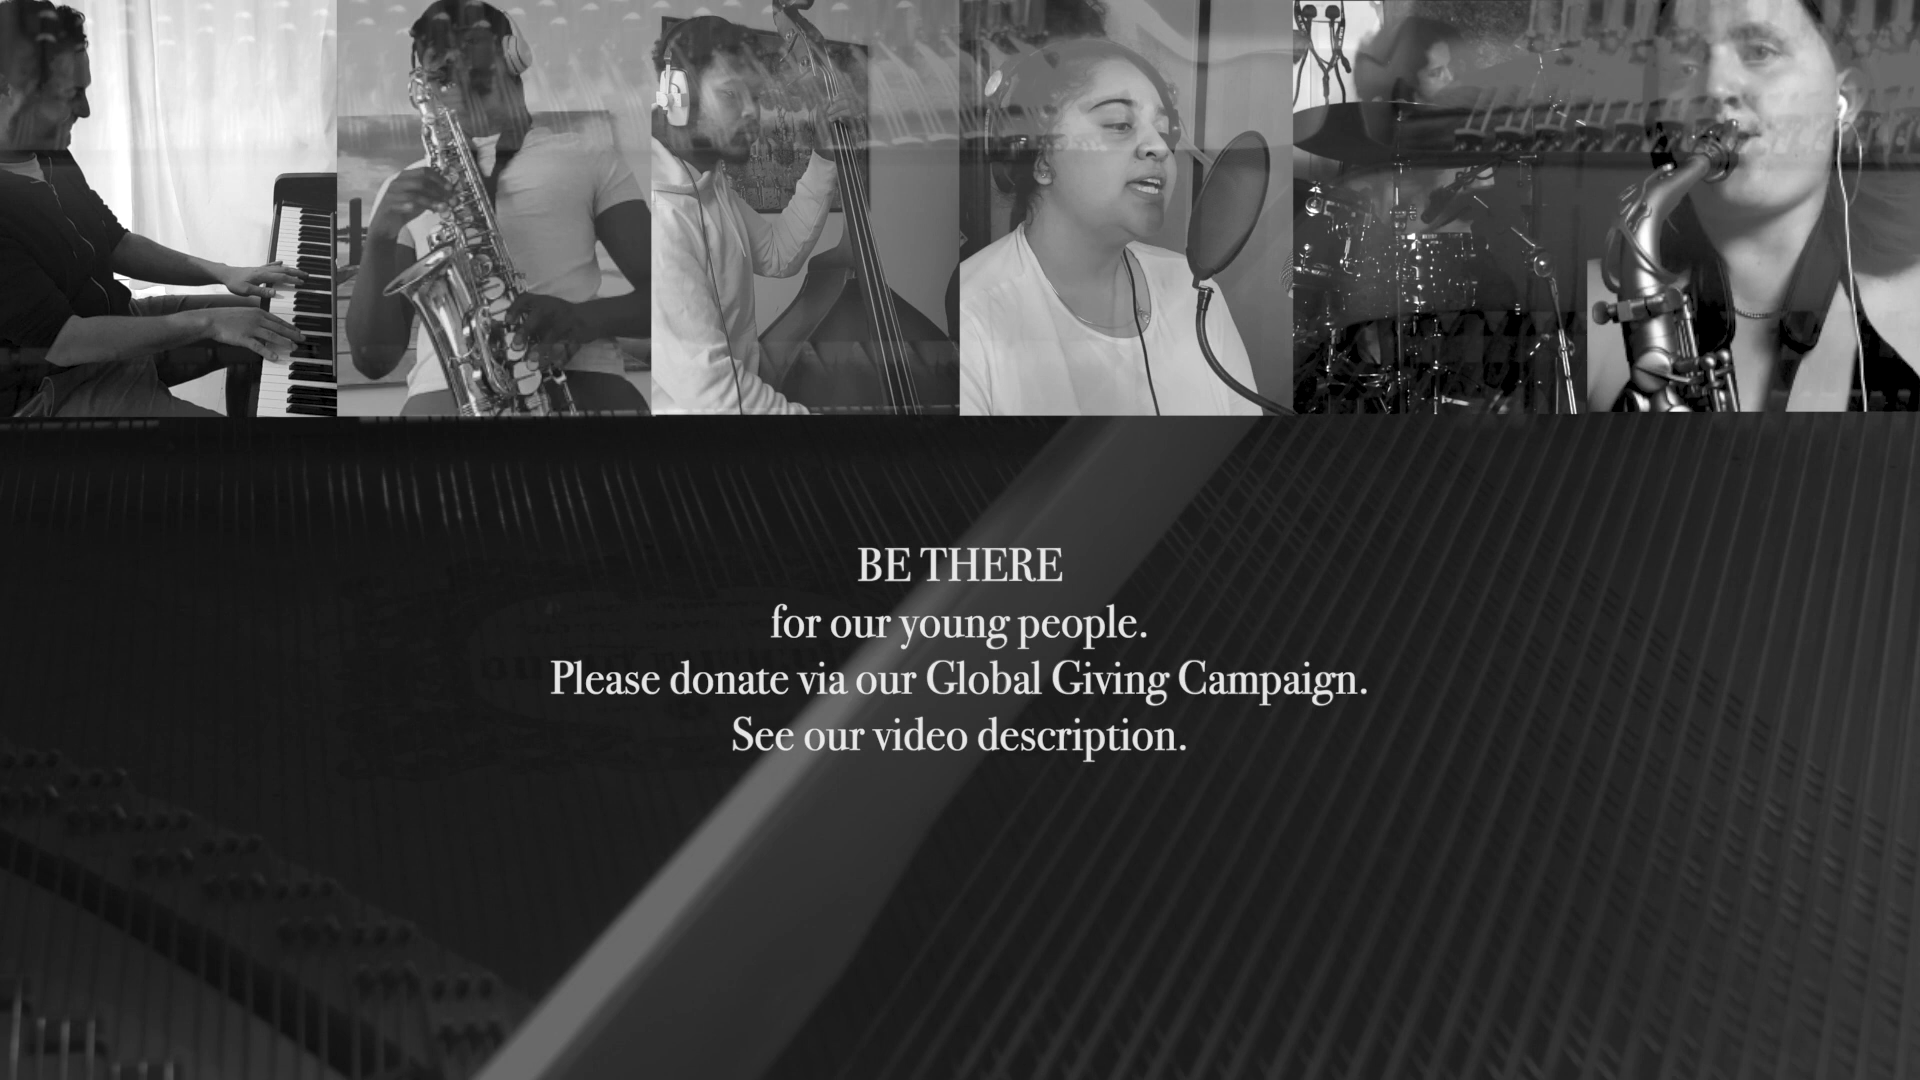 BE THERE
for our young people.
Please donate via our Global Giving Campaign.
See our video description.